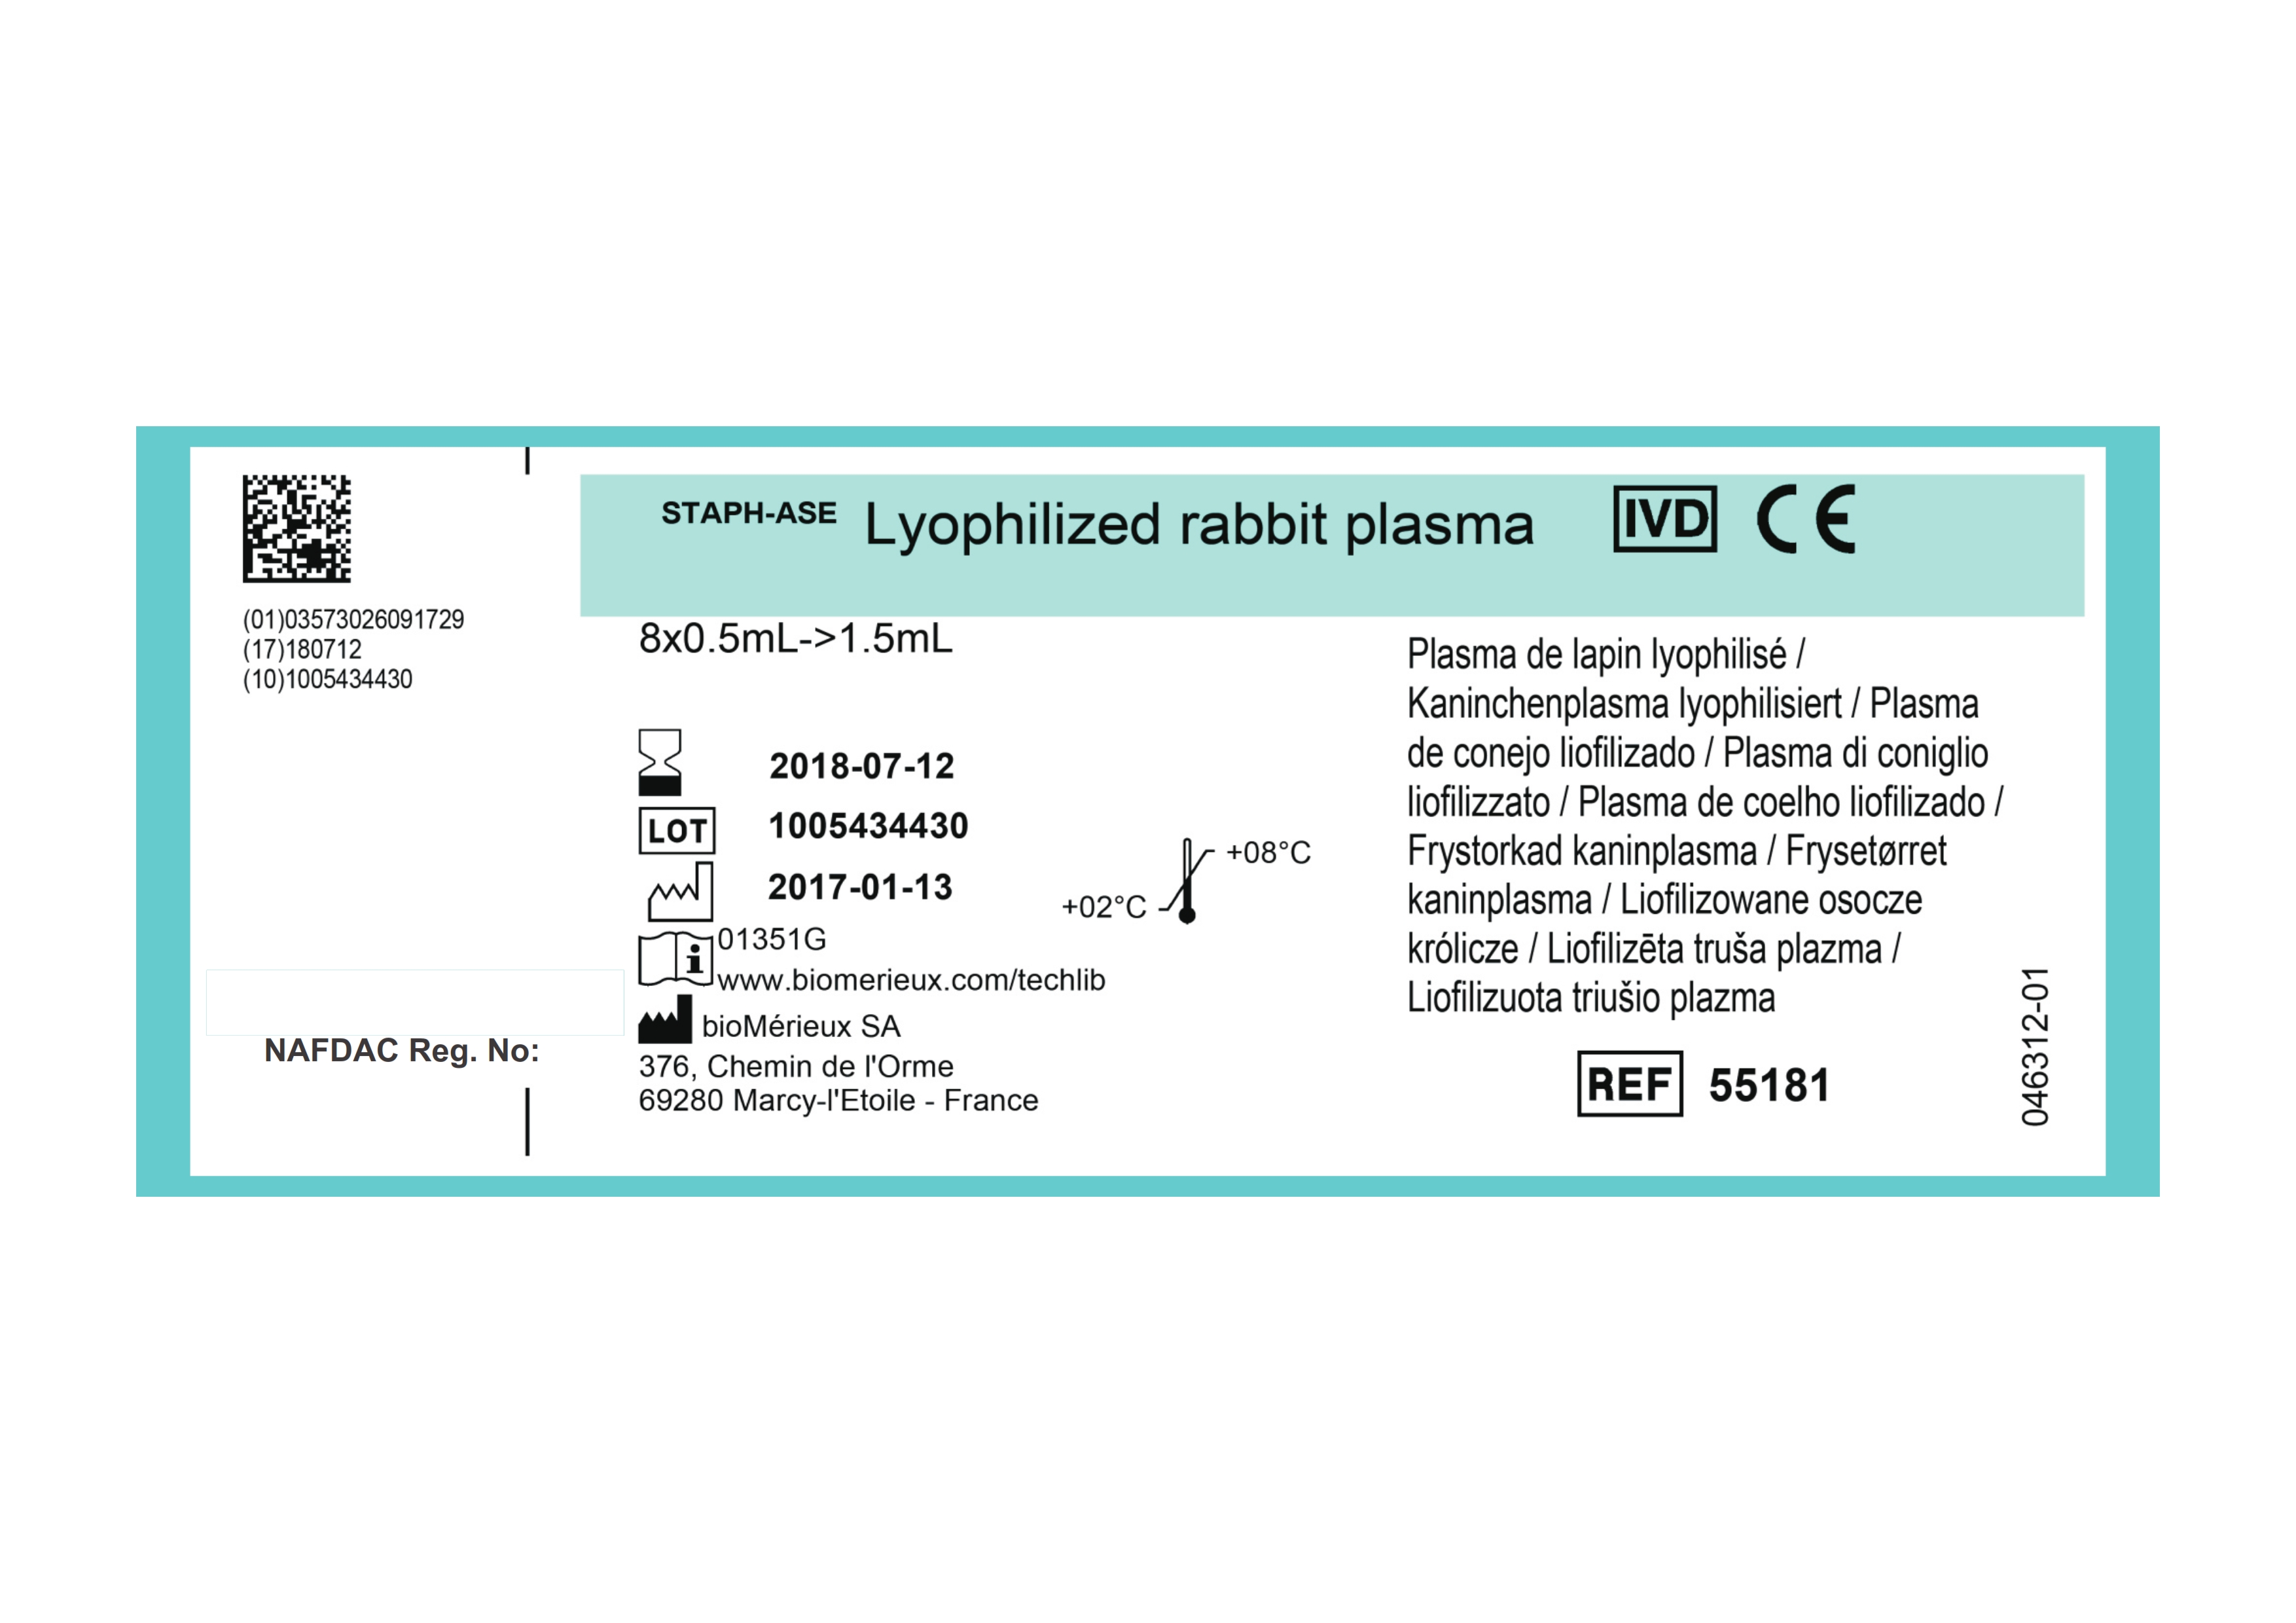 (01)03573026091729
(17)180712
(10)1005434430
NAFDAC Reg. No:
STAPH-ASE Lyophilized rabbit plasma IVD CE
8x0.5mL->1.5mL
2018-07-12
LOT 1005434430
2017-01-13
+08°C
+02°C
01351G
www.biomerieux.com/techlib
bioMérieux SA
376, Chemin de l'Orme
69280 Marcy-l'Etoile - France
Plasma de lapin lyophilisé /
Kaninchenplasma lyophilisiert / Plasma
de conejo liofilizado / Plasma di coniglio
liofilizzato / Plasma de coelho liofilizado /
Frystorkad kaninplasma / Frysetørret
kaninplasma / Liofilizowane osocze
królicze / Liofilizēta truša plazma /
Liofilizuota triušio plazma
REF 55181
046312-01